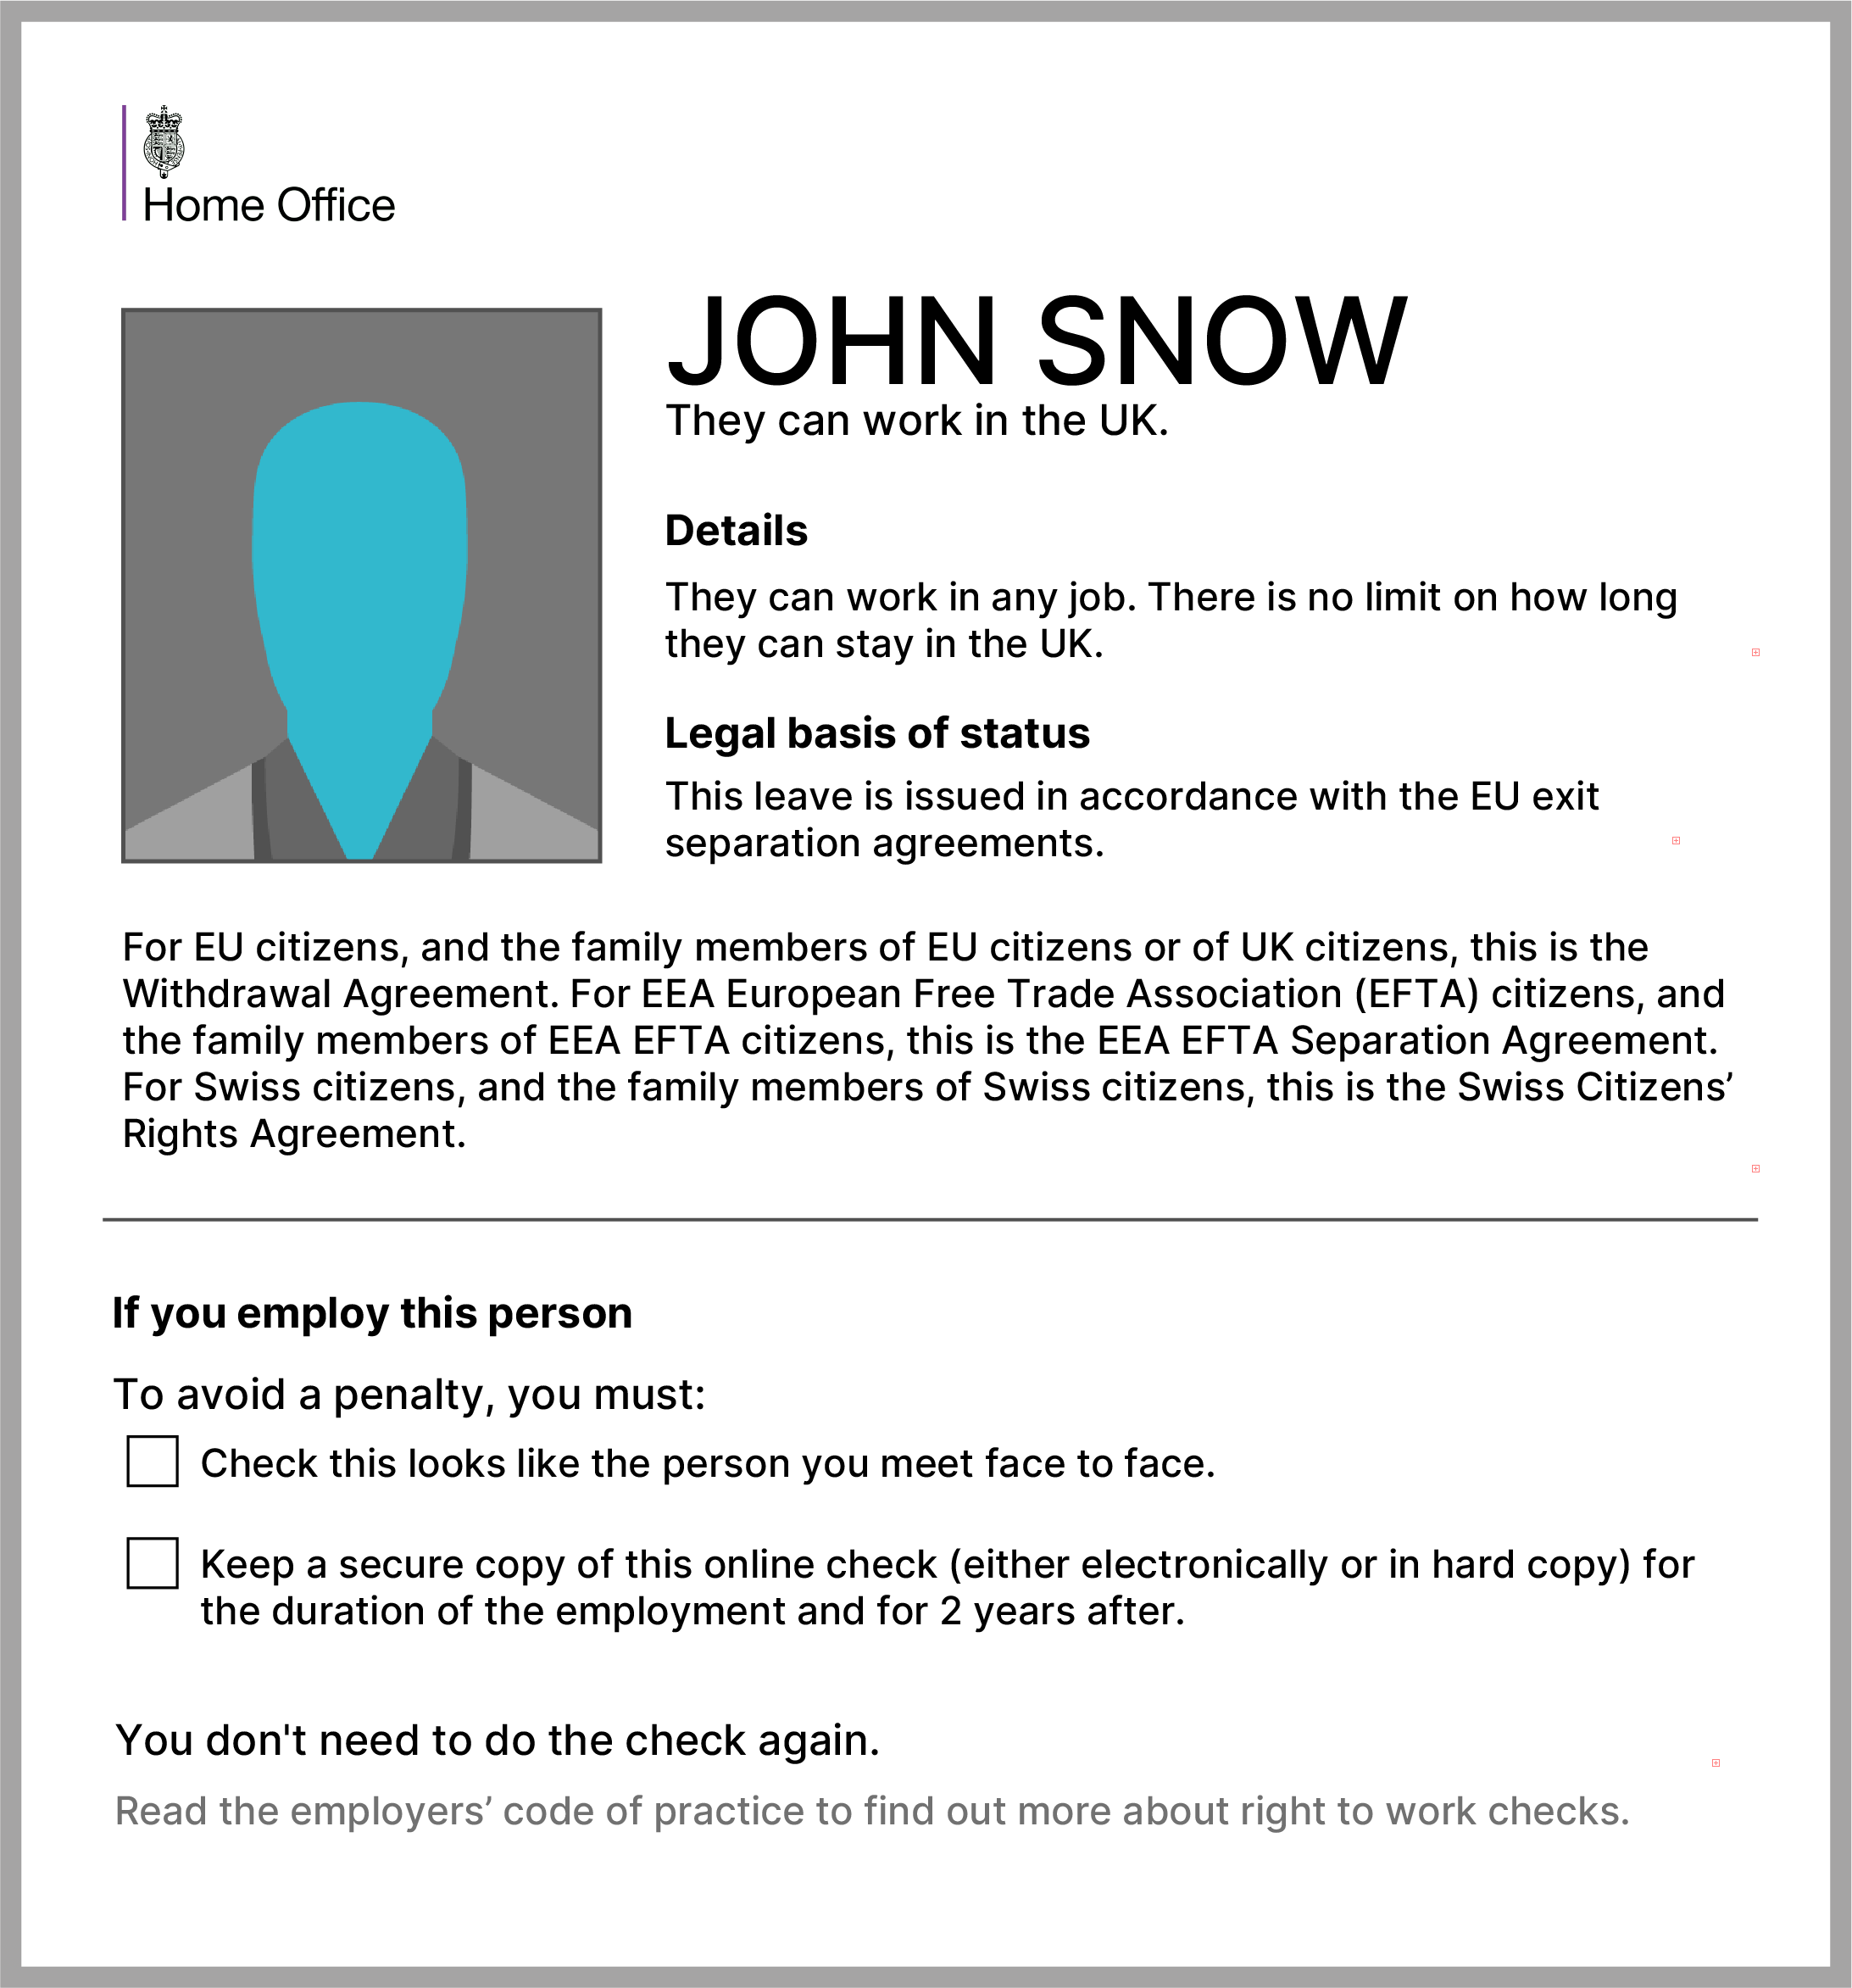 Home Office
JOHN SNOW
They can work in the UK.
Details
They can work in any job. There is no limit on how long
they can stay in the UK.
Legal basis of status
This leave is issued in accordance with the EU exit
separation agreements.
For EU citizens, and the family members of EU citizens or of UK citizens, this is the
Withdrawal Agreement. For EEA European Free Trade Association (EFTA) citizens, and
the family members of EEA EFTA citizens, this is the EEA EFTA Separation Agreement.
For Swiss citizens, and the family members of Swiss citizens, this is the Swiss Citizens’
Rights Agreement.
If you employ this person
To avoid a penalty, you must:
Check this looks like the person you meet face to face.
Keep a secure copy of this online check (either electronically or in hard copy) for
the duration of the employment and for 2 years after.
You don't need to do the check again.
Read the employers’ code of practice to find out more about right to work checks.